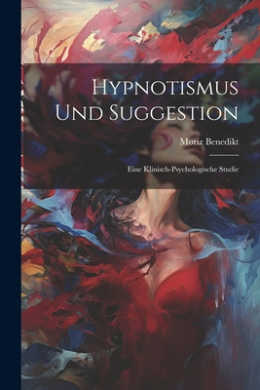 Hypnotismus
Und Suggestion
Moriz Benedikt
Eine Klinisch-Psychologische Studie